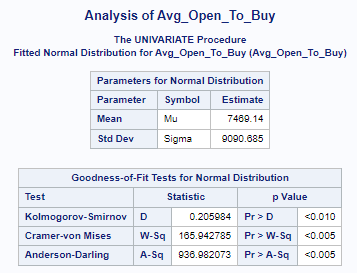 Analysis of Avg_Open_To_Buy
The UNIVARIATE Procedure
Fitted Normal Distribution for Avg_Open_To_Buy (Avg_Open_To_Buy)
Parameters for Normal Distribution
Parameter Symbol Estimate
Mean Mu 7469.14
Std Dev Sigma 9090.685
Goodness-of-Fit Tests for Normal Distribution
Test Statistic p Value
Kolmogorov-Smirnov D 0.205984 Pr > D <0.010
Cramer-von Mises W-Sq 165.942785 Pr > W-Sq <0.005
Anderson-Darling A-Sq 936.982073 Pr > A-Sq <0.005